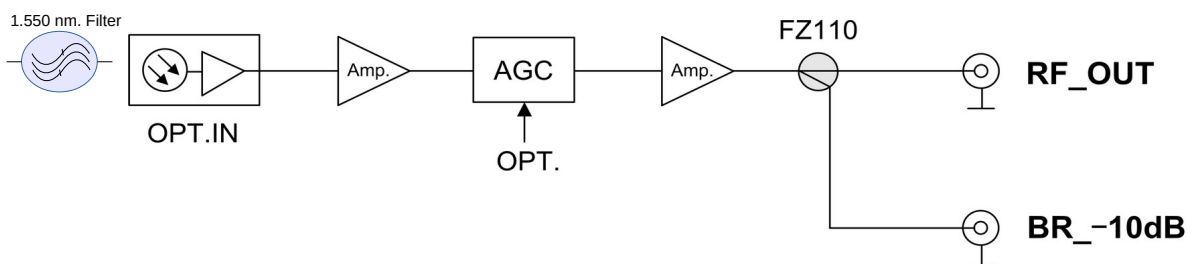 1.550 nm. Filter
OPT.IN
Amp.
AGC
OPT.
Amp.
FZ110
RF_OUT
BR_−10dB